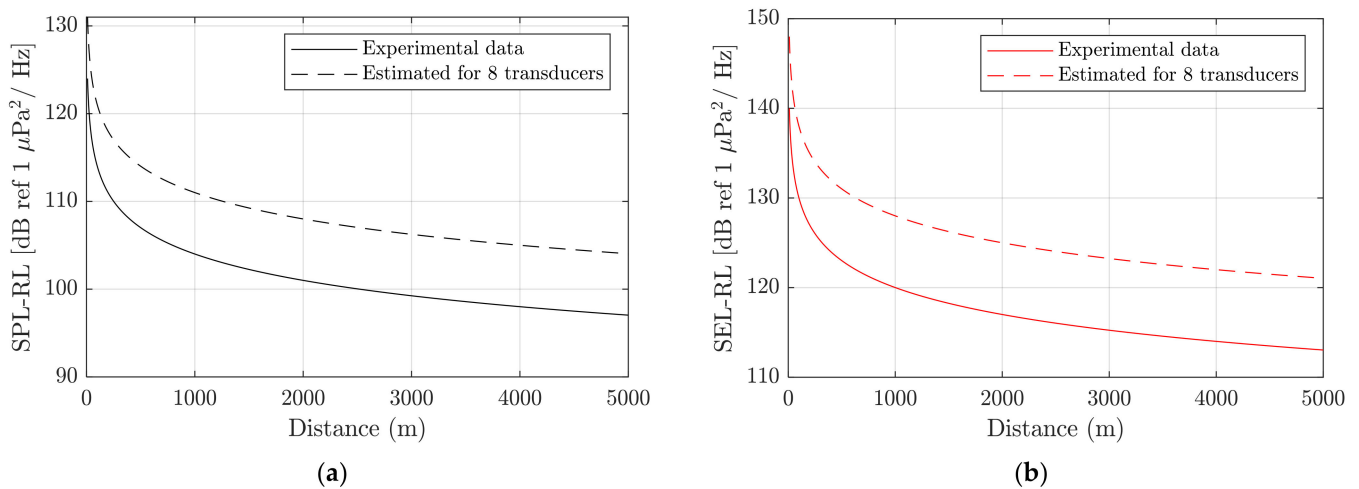 130
120
110
100
90
SPL-RL [dB ref 1 μPa²/ Hz]
Experimental data
Estimated for 8 transducers
0 1000 2000 3000 4000 5000
Distance (m)
(a)
150
140
130
120
110
SEL-RL [dB ref 1 μPa²/ Hz]
Experimental data
Estimated for 8 transducers
0 1000 2000 3000 4000 5000
Distance (m)
(b)